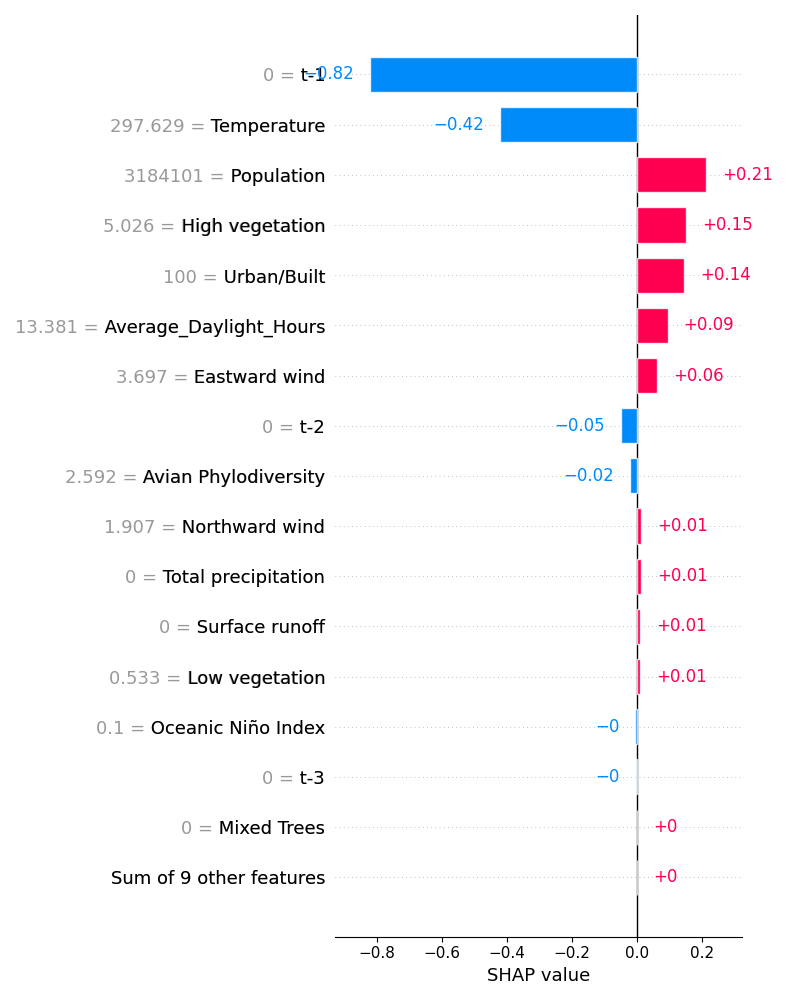 0 = t-1 −0.82
297.629 = Temperature −0.42
3184101 = Population +0.21
5.026 = High vegetation +0.15
100 = Urban/Built +0.14
13.381 = Average_Daylight_Hours +0.09
3.697 = Eastward wind +0.06
0 = t-2 −0.05
2.592 = Avian Phylodiversity −0.02
1.907 = Northward wind +0.01
0 = Total precipitation +0.01
0 = Surface runoff +0.01
0.533 = Low vegetation +0.01
0.1 = Oceanic Niño Index −0
0 = t-3 −0
0 = Mixed Trees +0
Sum of 9 other features +0
−0.8 −0.6 −0.4 −0.2 0.0 0.2
SHAP value